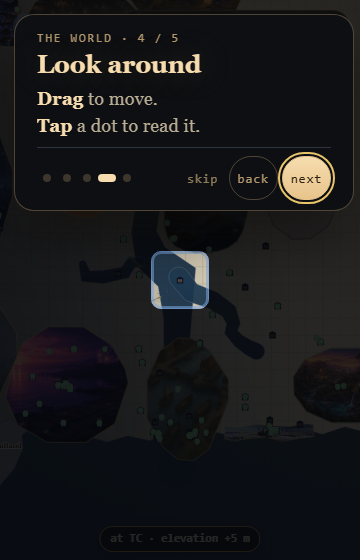 THE WORLD · 4 / 5
Look around
Drag to move.
Tap a dot to read it.
skip back next
at TC · elevation +5 m